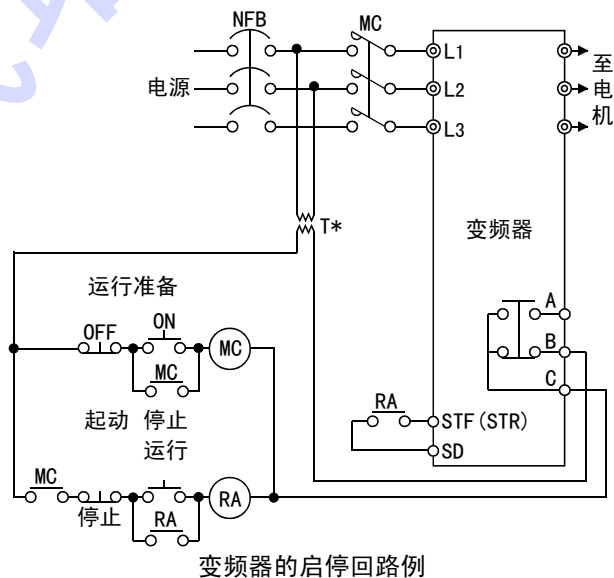 NFB
MC
L1
至
电源
L2
电
L3
机
T*
变频器
运行准备
OFF
ON
MC
A
B
MC
C
起动 停止
运行
RA
STF(STR)
SD
MC
停止
RA
RA
变频器的启停回路例